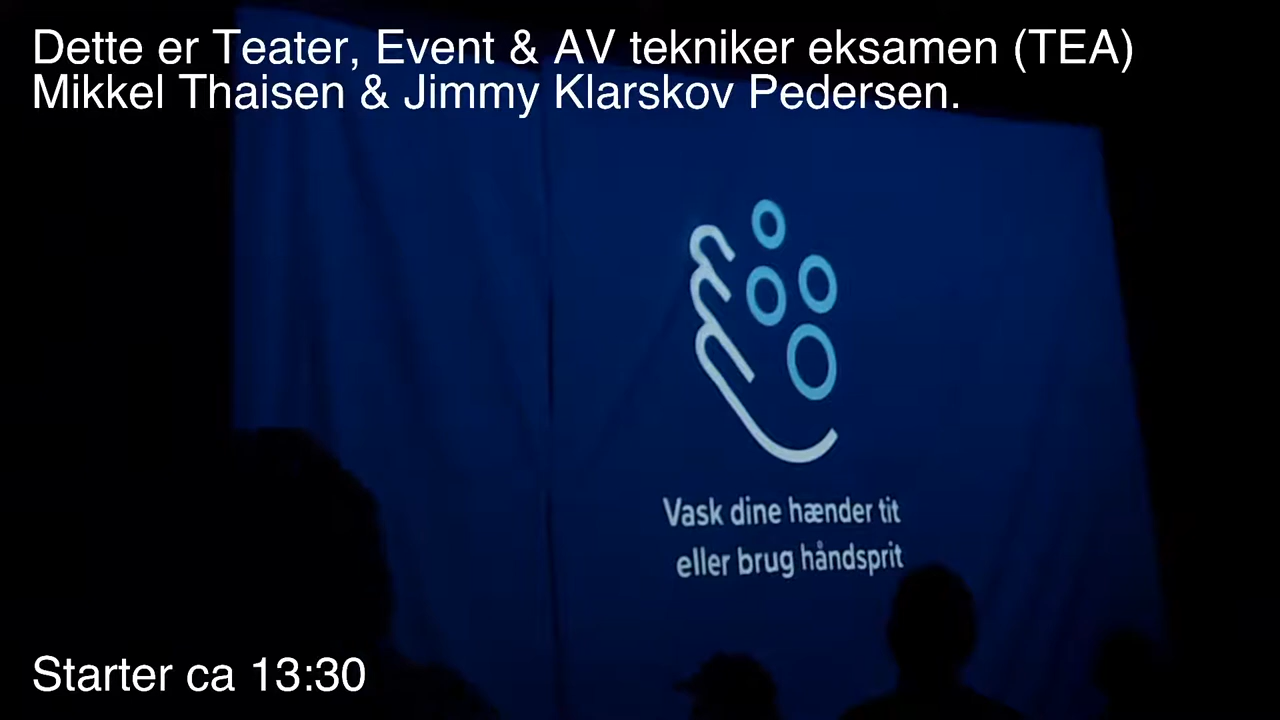 Dette er Teater, Event & AV tekniker eksamen (TEA)
Mikkel Thaisen & Jimmy Klarskov Pedersen.
Vask dine hænder tit
eller brug håndsprit
Starter ca 13:30